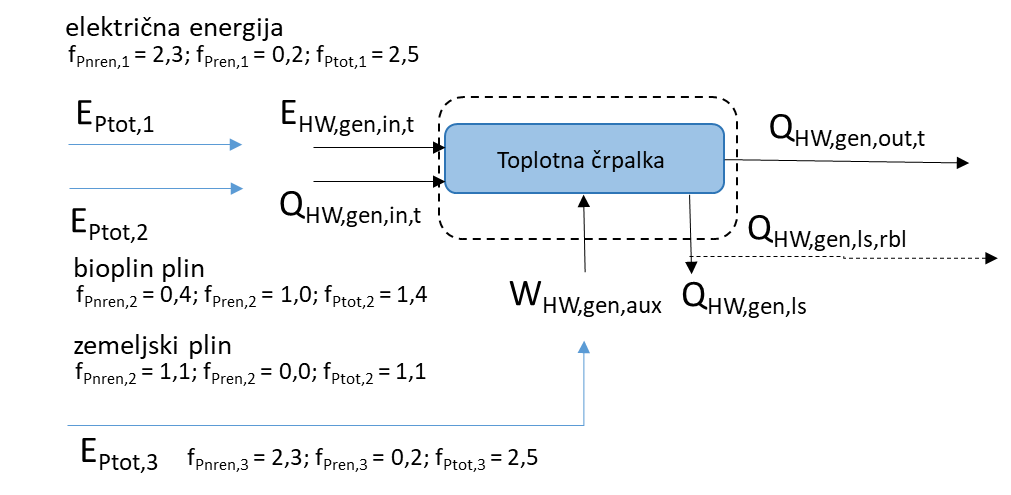 električna energija
fPnren,1 = 2,3; fPren,1 = 0,2; fPtot,1 = 2,5
EPtot,1
EHW,gen,in,t
Toplotna črpalka
QHW,gen,out,t
QHW,gen,in,t
EPtot,2
QHW,gen,ls,rbl
bioplin plin
fPnren,2 = 0,4; fPren,2 = 1,0; fPtot,2 = 1,4
WHW,gen,aux
QHW,gen,ls
zemeljski plin
fPnren,2 = 1,1; fPren,2 = 0,0; fPtot,2 = 1,1
EPtot,3
fPnren,3 = 2,3; fPren,3 = 0,2; fPtot,3 = 2,5